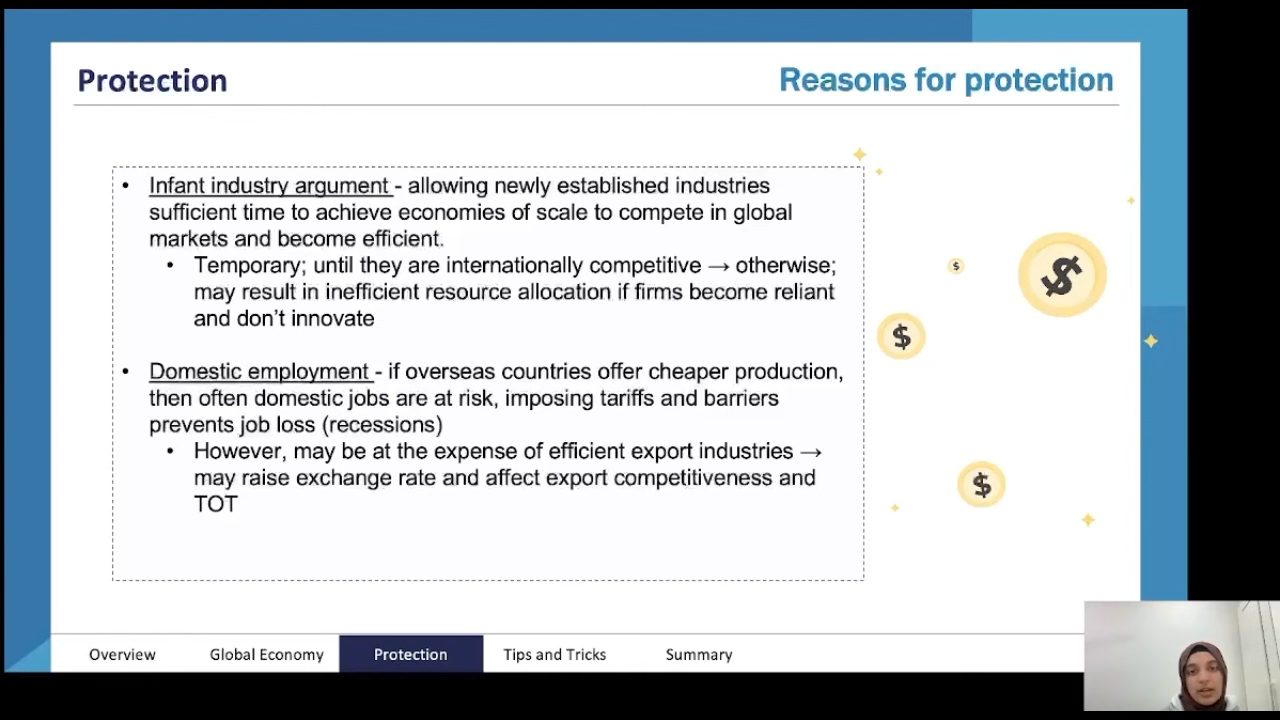 Protection
Reasons for protection
• Infant industry argument - allowing newly established industries
sufficient time to achieve economies of scale to compete in global
markets and become efficient.
• Temporary; until they are internationally competitive → otherwise;
may result in inefficient resource allocation if firms become reliant
and don't innovate
• Domestic employment - if overseas countries offer cheaper production,
then often domestic jobs are at risk, imposing tariffs and barriers
prevents job loss (recessions)
• However, may be at the expense of efficient export industries →
may raise exchange rate and affect export competitiveness and
TOT
$
$
$
$
Overview
Global Economy
Protection
Tips and Tricks
Summary